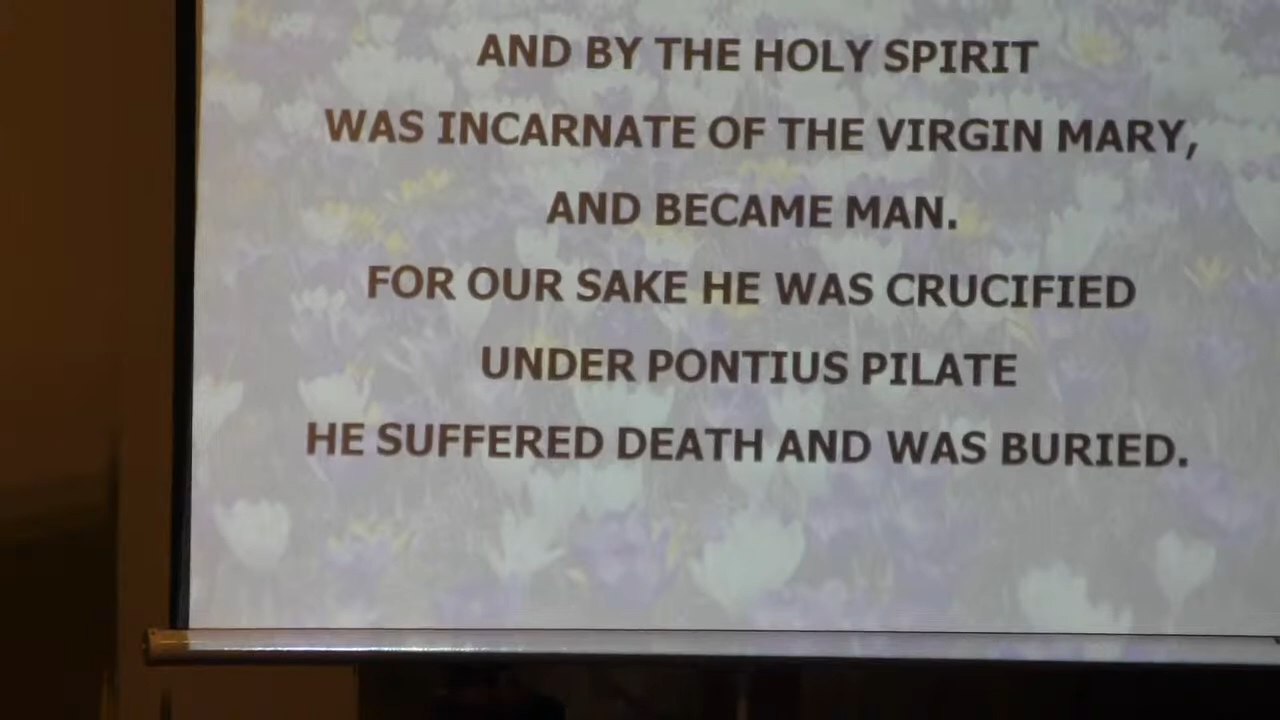 AND BY THE HOLY SPIRIT
WAS INCARNATE OF THE VIRGIN MARY,
AND BECAME MAN.
FOR OUR SAKE HE WAS CRUCIFIED
UNDER PONTIUS PILATE
HE SUFFERED DEATH AND WAS BURIED.